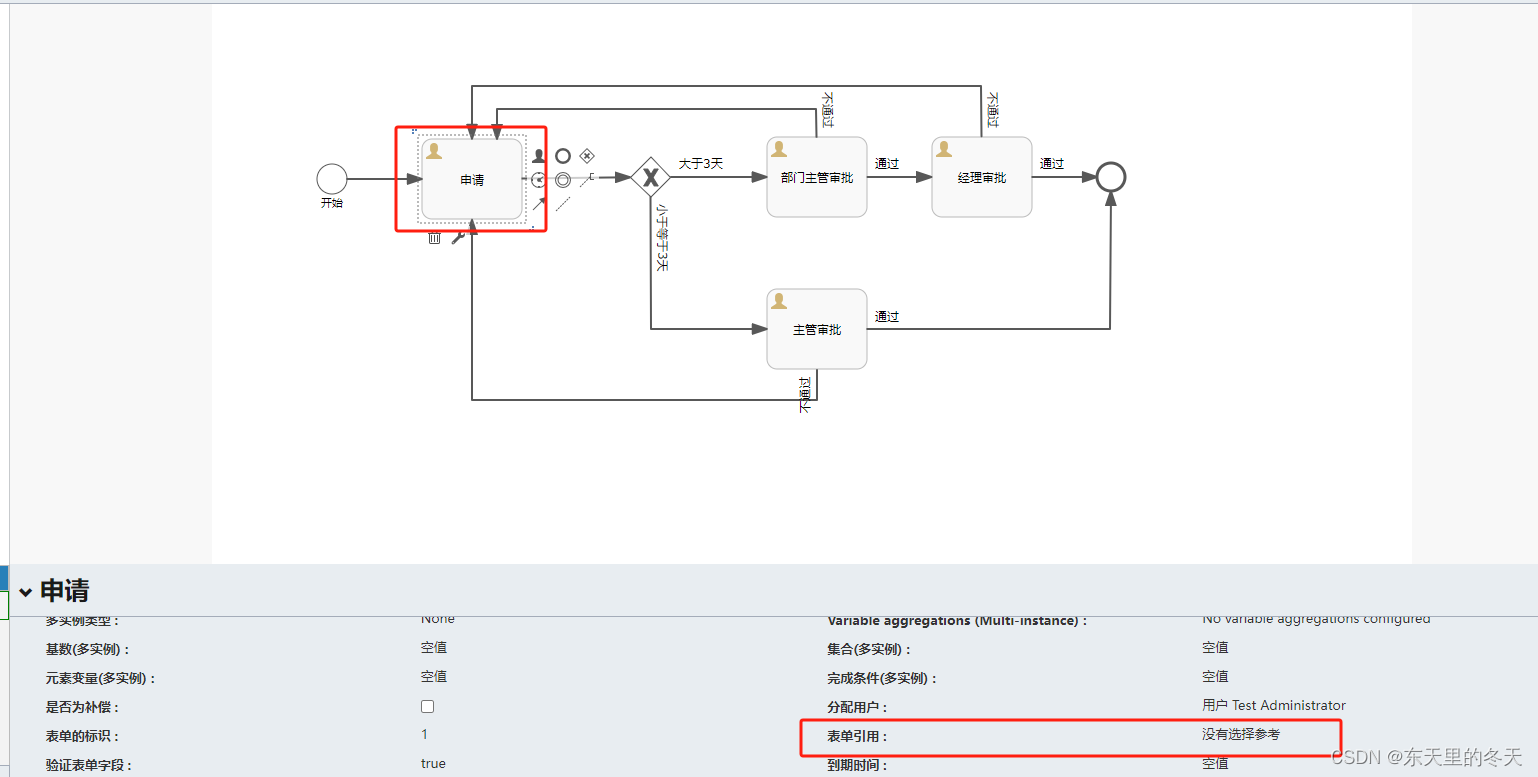 不通过
不通过
申请
大于3天
部门主管审批
通过
经理审批
通过
开始
小于等于3天
主管审批
通过
不通过
申请
多实例类型：
None
Variable aggregations (Multi-instance)：
No variable aggregations configured
基数(多实例)：
空值
集合(多实例)：
空值
元素变量(多实例)：
空值
完成条件(多实例)：
空值
是否为补偿：
分配用户：
用户 Test Administrator
表单的标识：
1
表单引用：
没有选择参考
验证表单字段：
true
到期时间：
空值
CSDN @东天里的冬天